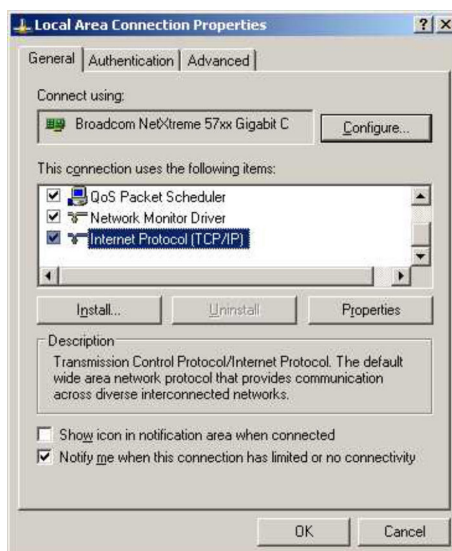 Local Area Connection Properties
General Authentication Advanced
Connect using:
Broadcom NetXtreme 57xx Gigabit C
Configure...
This connection uses the following items:
QoS Packet Scheduler
Network Monitor Driver
Internet Protocol (TCP/IP)
Install... Uninstall Properties
Description
Transmission Control Protocol/Internet Protocol. The default
wide area network protocol that provides communication
across diverse interconnected networks.
Show icon in notification area when connected
Notify me when this connection has limited or no connectivity
OK Cancel